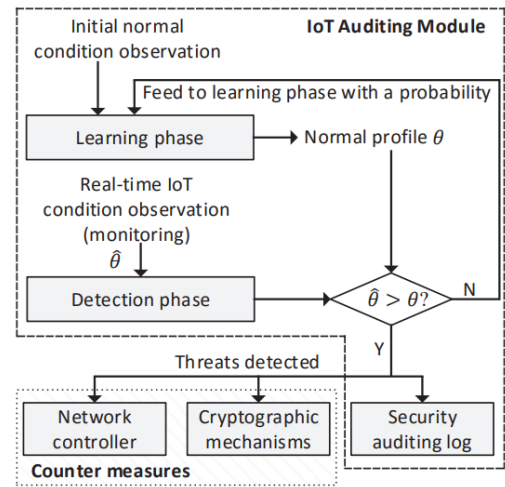 Initial normal
condition observation
IoT Auditing Module
Feed to learning phase with a probability
Learning phase
Normal profile θ
Real-time IoT
condition observation
(monitoring)
θ̂
Detection phase
θ̂ > θ?
N
Y
Threats detected
Network
controller
Cryptographic
mechanisms
Security
auditing log
Counter measures